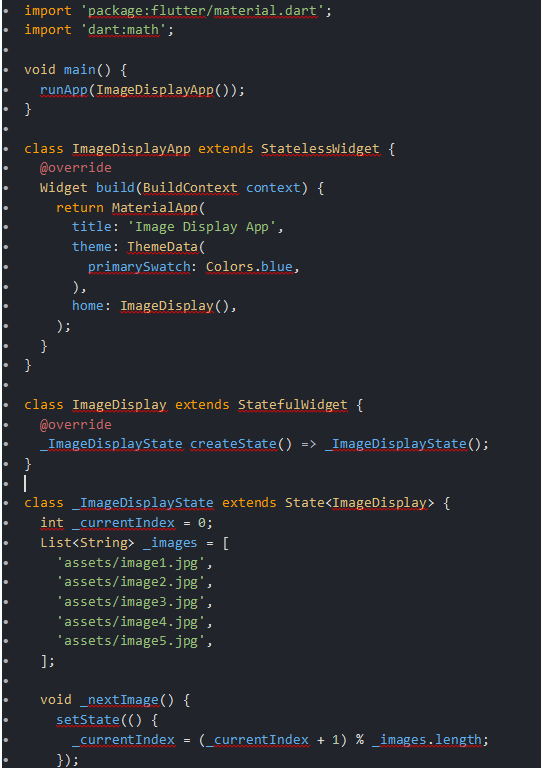 import 'package:flutter/material.dart';
import 'dart:math';

void main() {
  runApp(ImageDisplayApp());
}

class ImageDisplayApp extends StatelessWidget {
  @override
  Widget build(BuildContext context) {
    return MaterialApp(
      title: 'Image Display App',
      theme: ThemeData(
        primarySwatch: Colors.blue,
      ),
      home: ImageDisplay(),
    );
  }
}

class ImageDisplay extends StatefulWidget {
  @override
  _ImageDisplayState createState() => _ImageDisplayState();
}

class _ImageDisplayState extends State<ImageDisplay> {
  int _currentIndex = 0;
  List<String> _images = [
    'assets/image1.jpg',
    'assets/image2.jpg',
    'assets/image3.jpg',
    'assets/image4.jpg',
    'assets/image5.jpg',
  ];

  void _nextImage() {
    setState(() {
      _currentIndex = (_currentIndex + 1) % _images.length;
    });